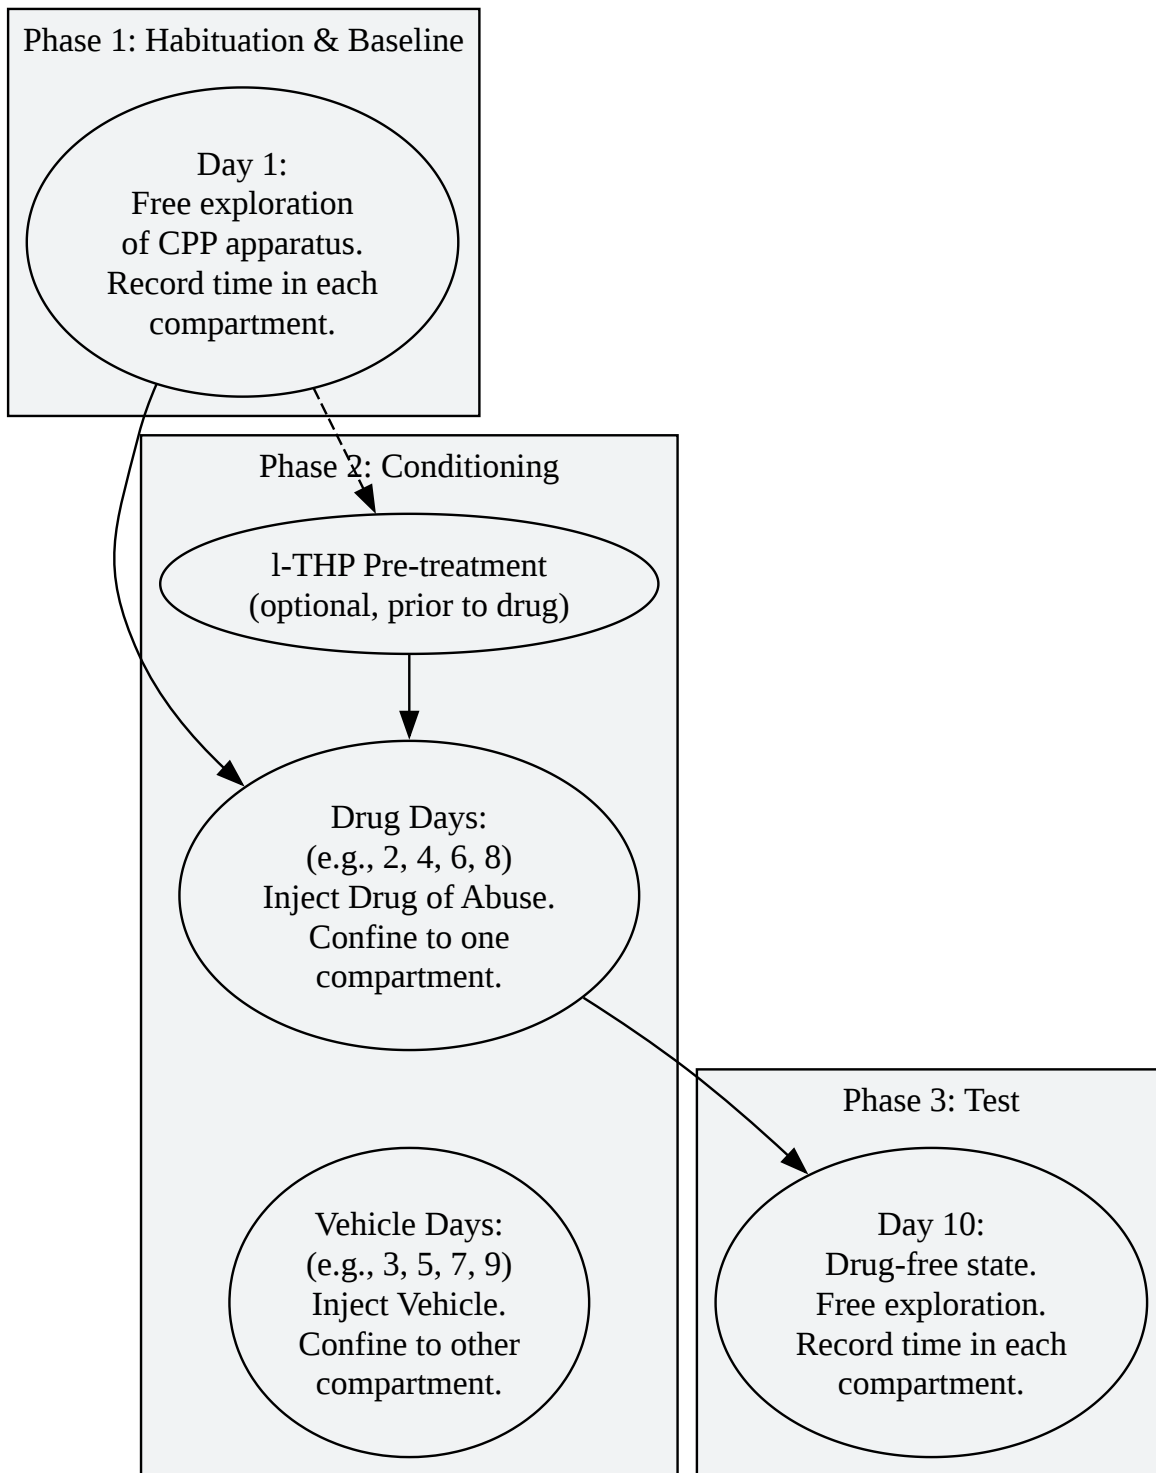 Phase 1: Habituation & Baseline
Day 1:
Free exploration
of CPP apparatus.
Record time in each
compartment.
Phase 2: Conditioning
l-THP Pre-treatment
(optional, prior to drug)
Drug Days:
(e.g., 2, 4, 6, 8)
Inject Drug of Abuse.
Confine to one
compartment.
Vehicle Days:
(e.g., 3, 5, 7, 9)
Inject Vehicle.
Confine to other
compartment.
Phase 3: Test
Day 10:
Drug-free state.
Free exploration.
Record time in each
compartment.